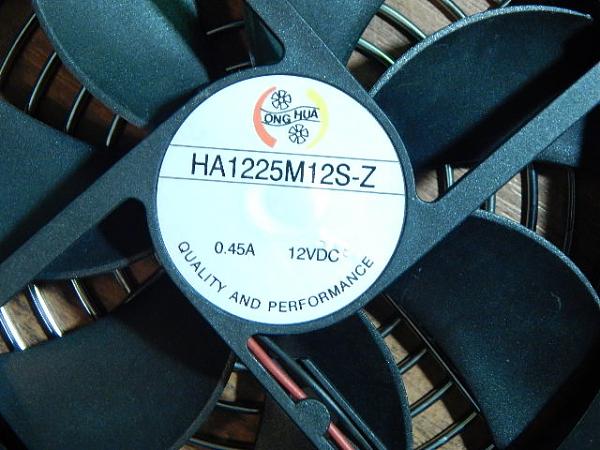 ONG HUA
HA1225M12S-Z
0.45A 12VDC
QUALITY AND PERFORMANCE